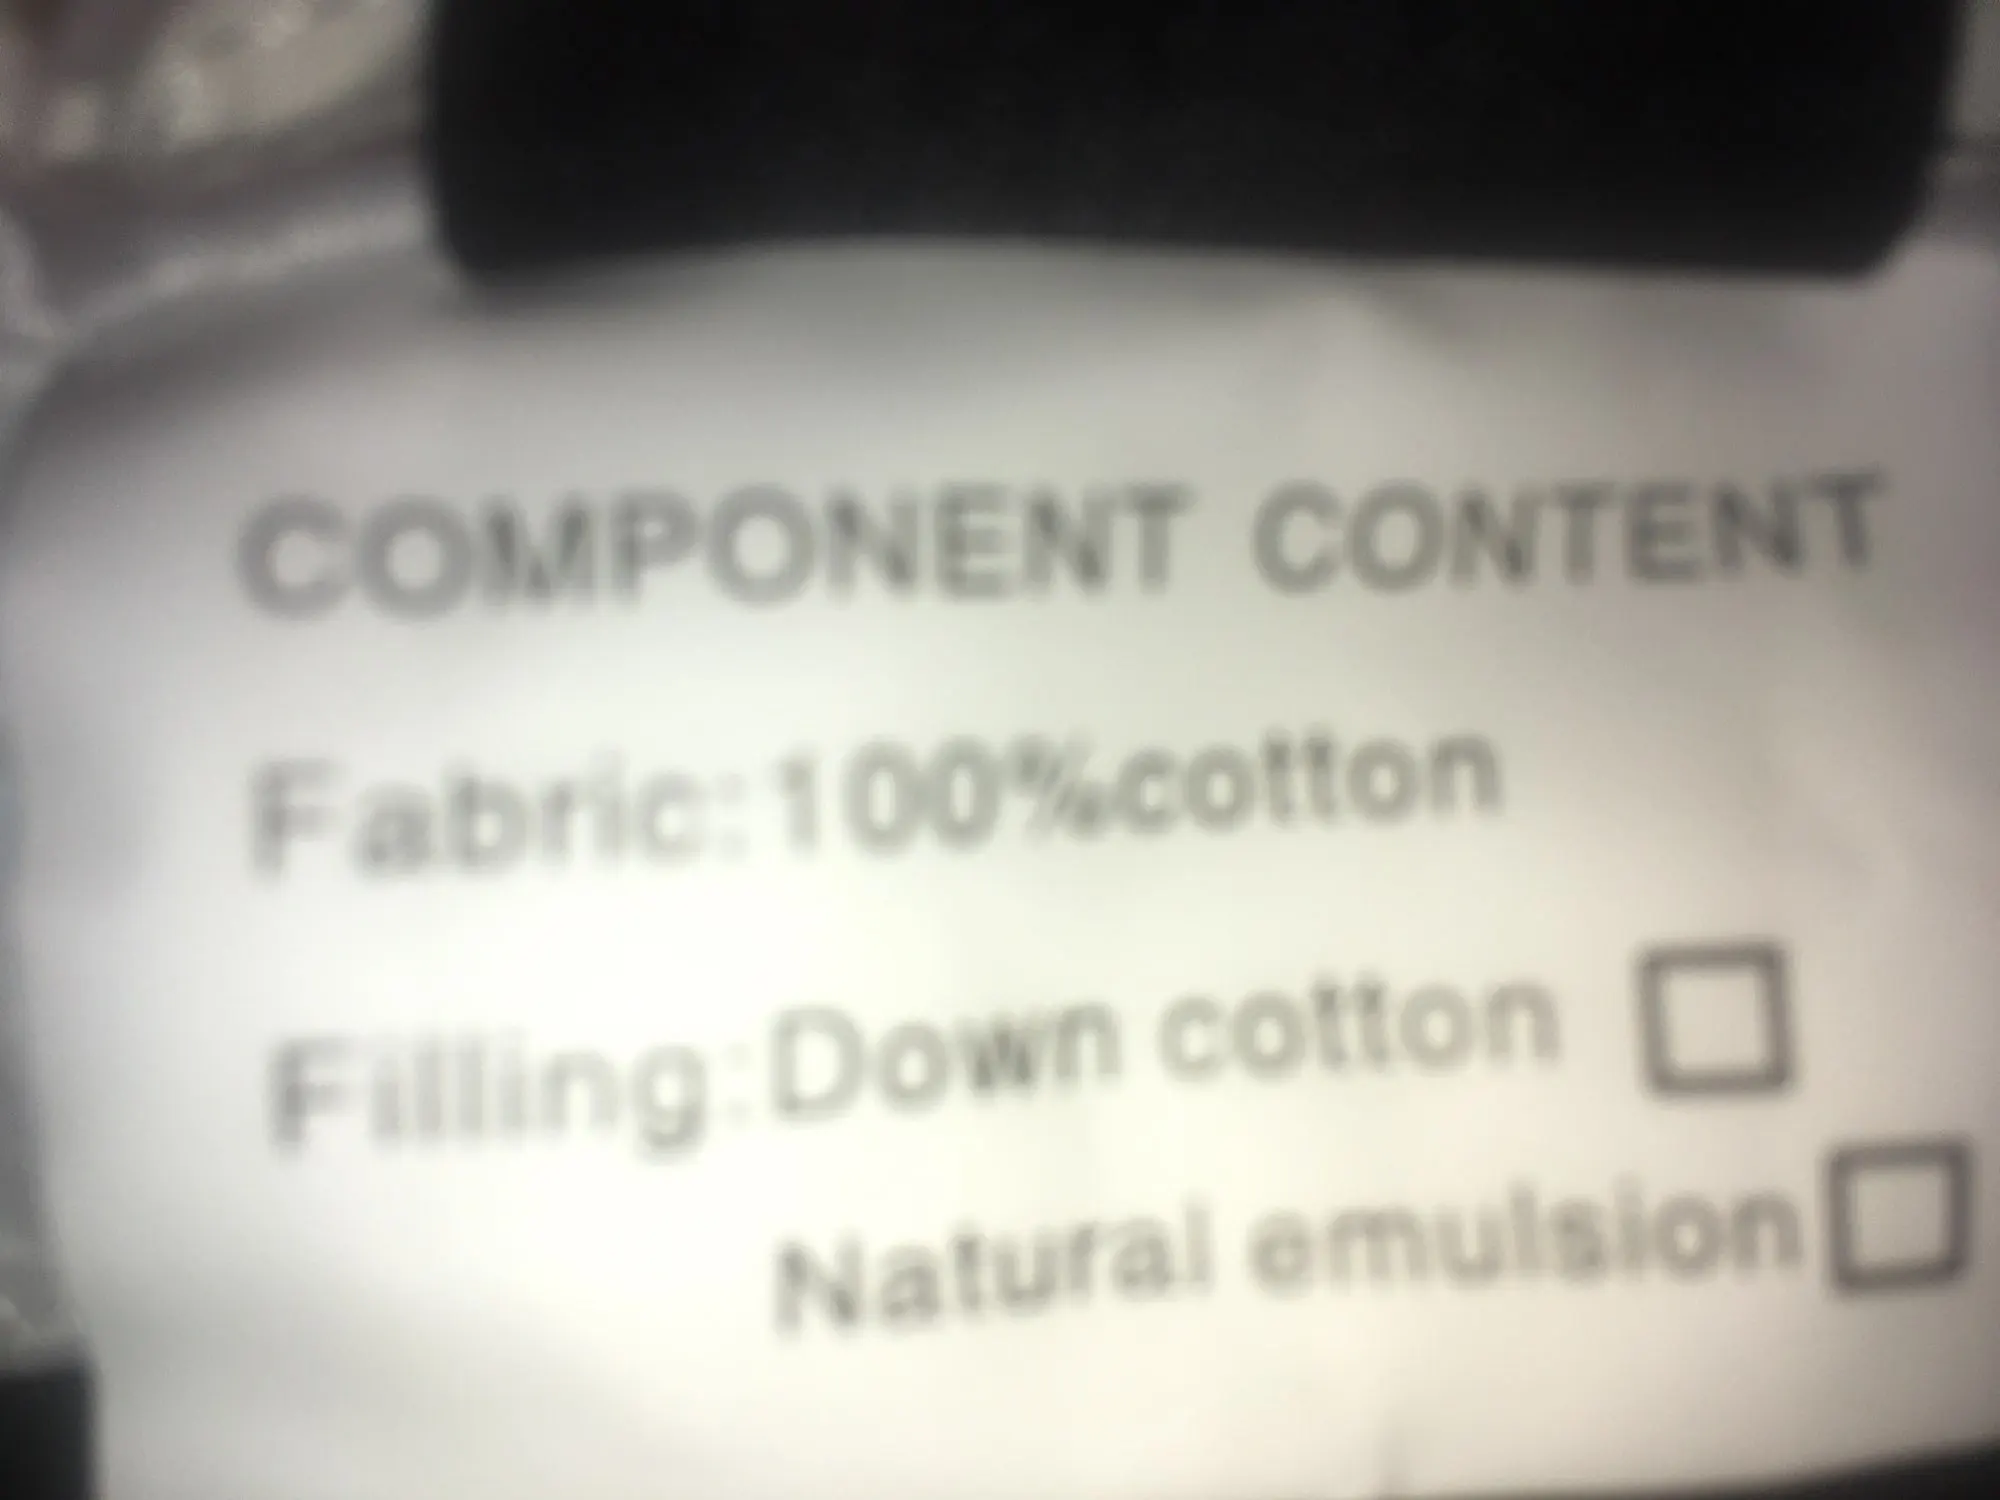 COMPONENT CONTENT
Fabric:100%cotton
Filling:Down cotton □
Natural emulsion □